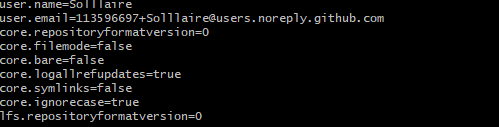 user.name=Solllaire
user.email=113596697+Solllaire@users.noreply.github.com
core.repositoryformatversion=0
core.filemode=false
core.bare=false
core.logallrefupdates=true
core.symlinks=false
core.ignorecase=true
lfs.repositoryformatversion=0